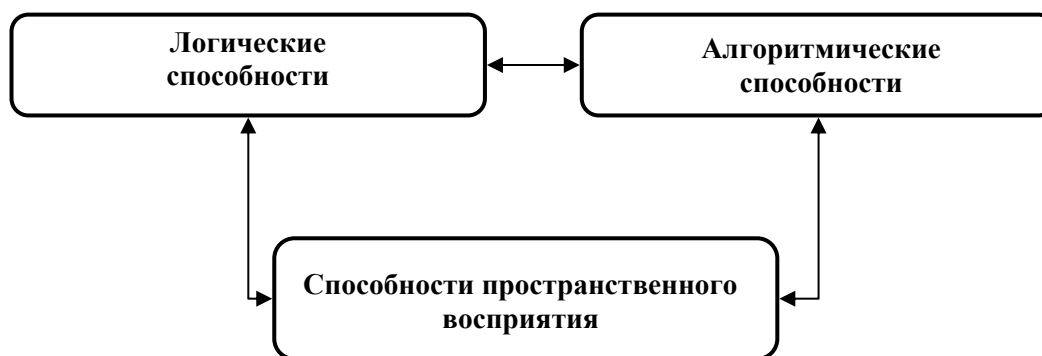 Логические
способности
Алгоритмические
способности
Способности пространственного
восприятия